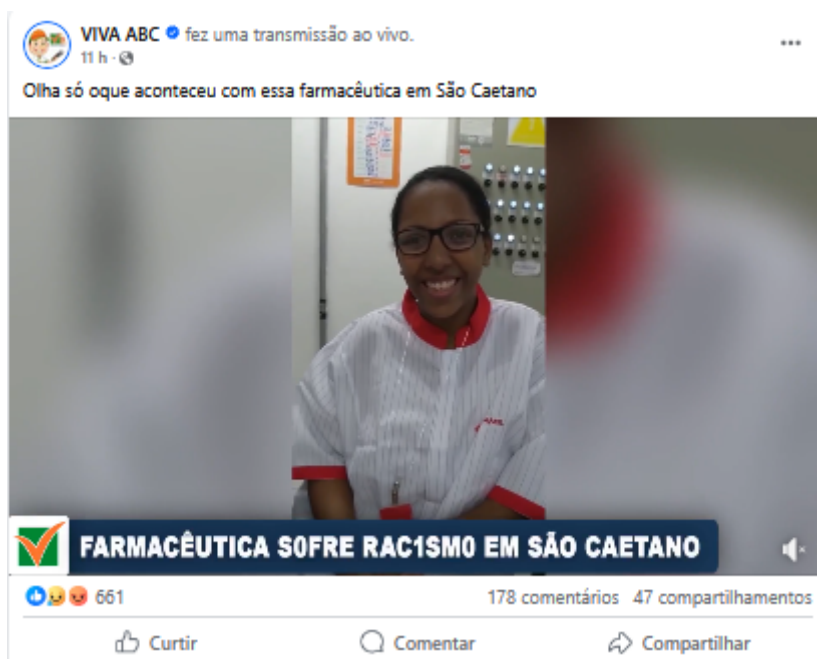 VIVA ABC fez uma transmissão ao vivo.
11 h ·
Olha só oque aconteceu com essa farmacêutica em São Caetano
FARMACÊUTICA S0FRE RAC1SM0 EM SÃO CAETANO
661
178 comentários 47 compartilhamentos
Curtir Comentar Compartilhar